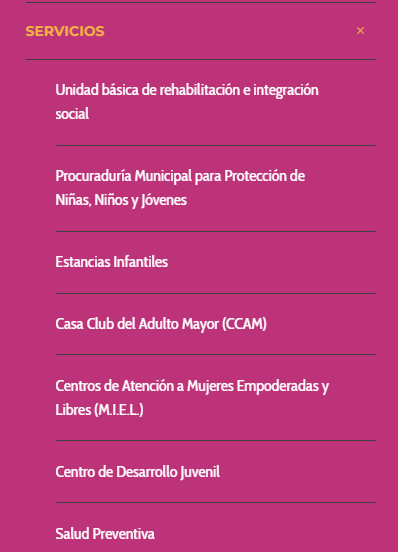 SERVICIOS ×
Unidad básica de rehabilitación e integración
social
Procuraduría Municipal para Protección de
Niñas, Niños y Jóvenes
Estancias Infantiles
Casa Club del Adulto Mayor (CCAM)
Centros de Atención a Mujeres Empoderadas y
Libres (M.I.E.L.)
Centro de Desarrollo Juvenil
Salud Preventiva